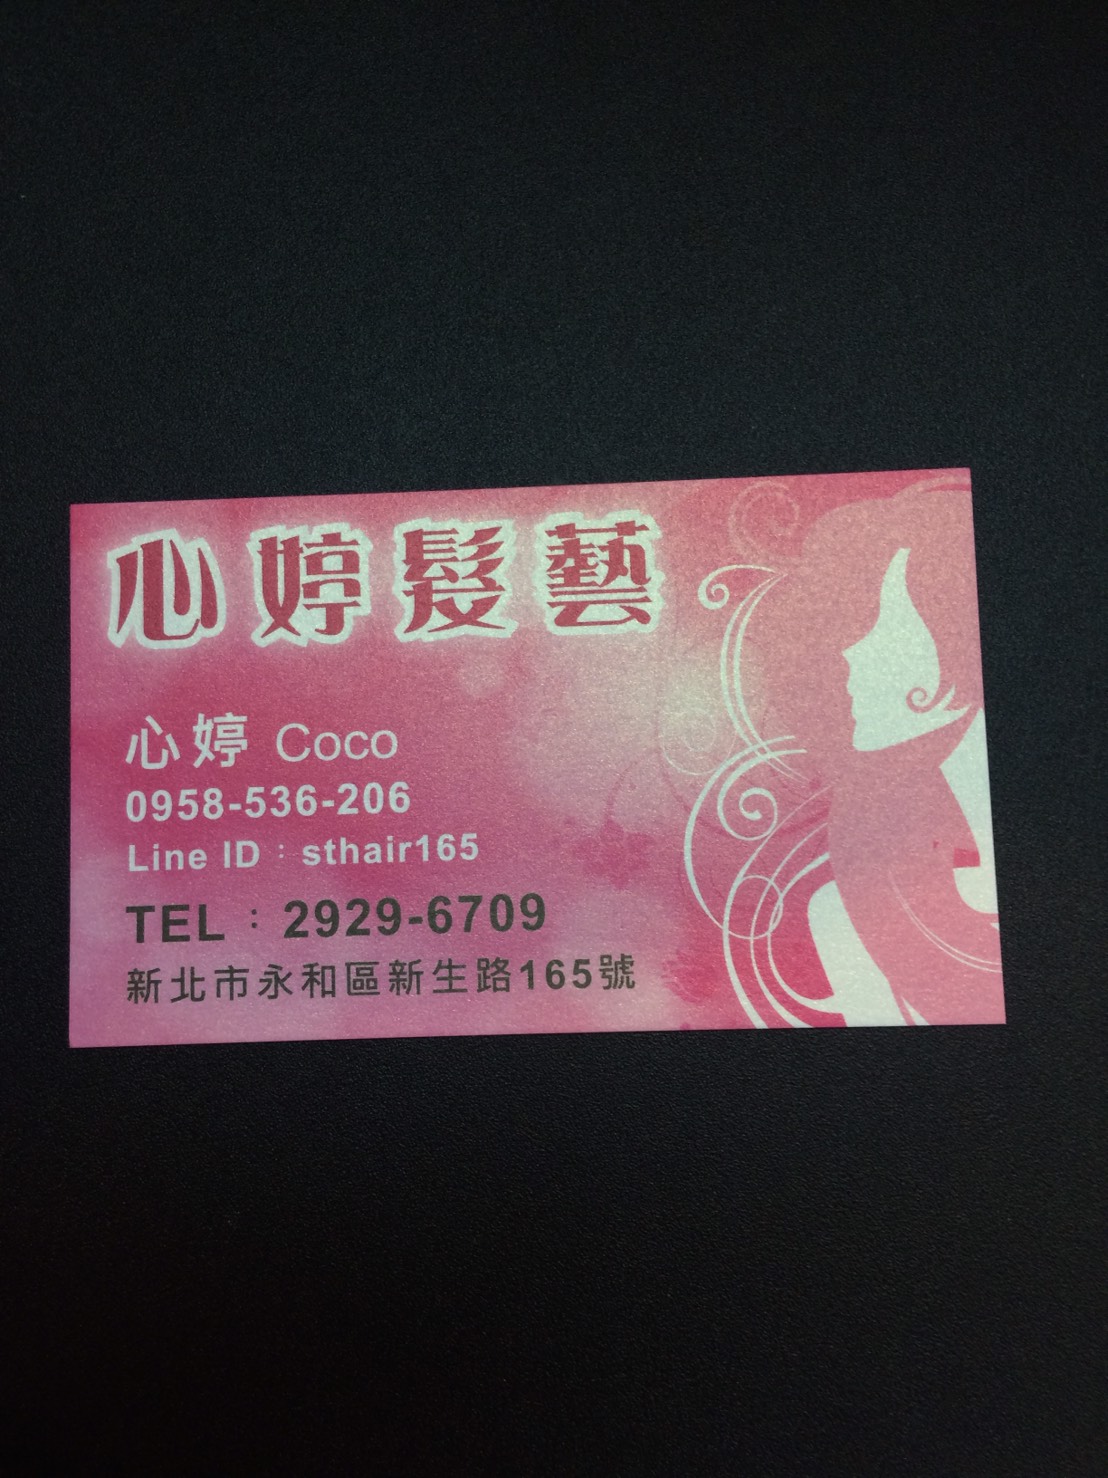 心婷髮藝
心婷 Coco
0958-536-206
Line ID：sthair165
TEL：2929-6709
新北市永和區新生路165號